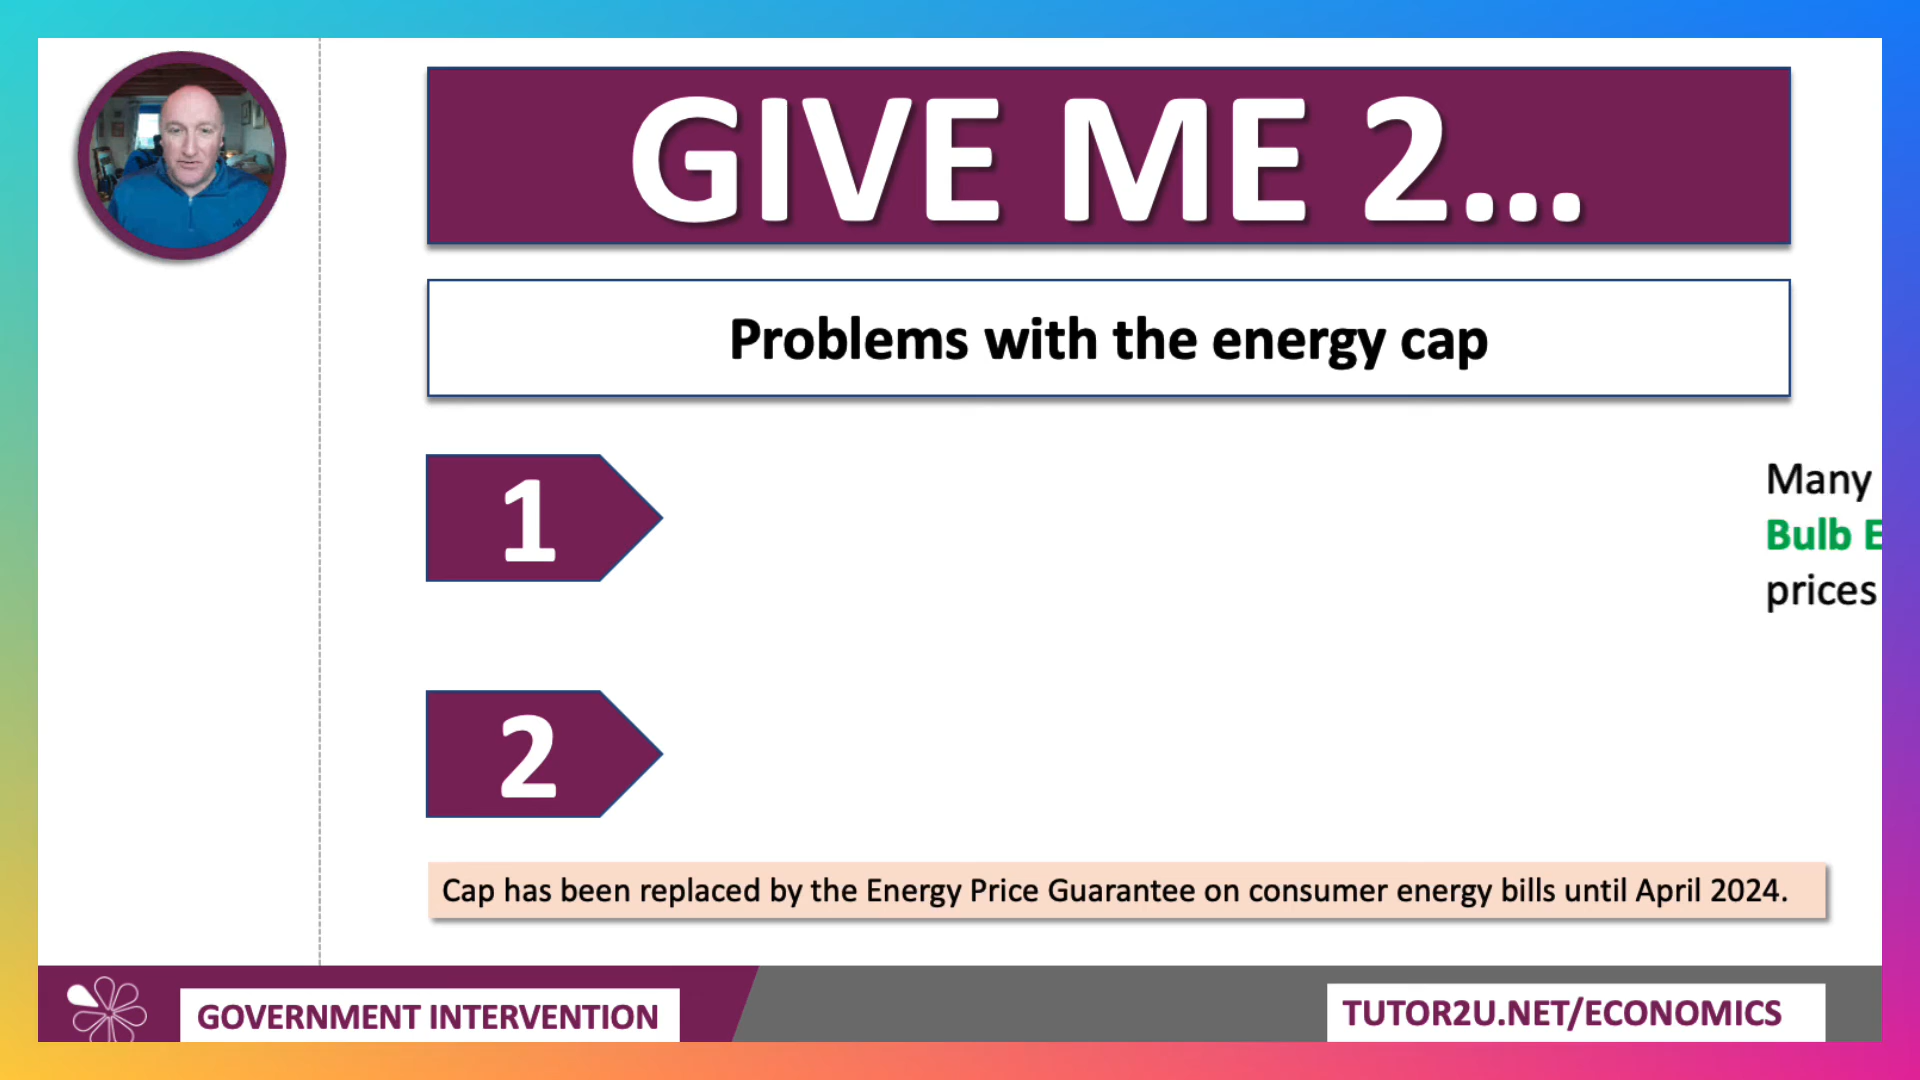 GIVE ME 2...
Problems with the energy cap
1
Many
Bulb E
prices
2
Cap has been replaced by the Energy Price Guarantee on consumer energy bills until April 2024.
GOVERNMENT INTERVENTION
TUTOR2U.NET/ECONOMICS